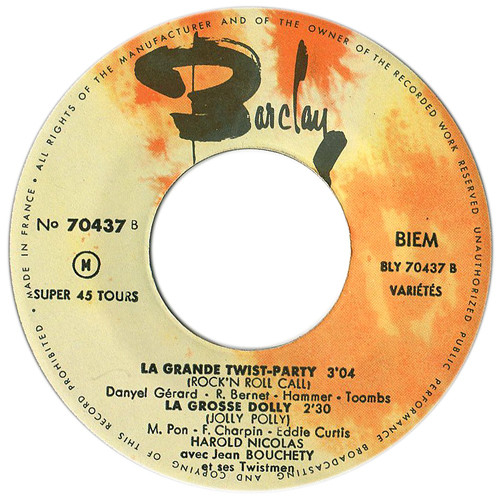 ALL RIGHTS OF THE MANUFACTURER AND OF THE OWNER OF THE RECORDED WORK RESERVED
UNAUTHORIZED PUBLIC PERFORMANCE BROADCASTING AND COPYING OF THIS RECORD PROHIBITED
• MADE IN FRANCE •
Barclay
No 70437 B
M
SUPER 45 TOURS
BIEM
BLY 70437 B
VARIÉTÉS
LA GRANDE TWIST-PARTY 3'04
(ROCK'N ROLL CALL)
Danyel Gérard - R. Bernet - Hammer - Toombs
LA GROSSE DOLLY 2'30
(JOLLY POLLY)
M. Pon - F. Charpin - Eddie Curtis
HAROLD NICOLAS
avec Jean BOUCHETY
et ses Twistmen